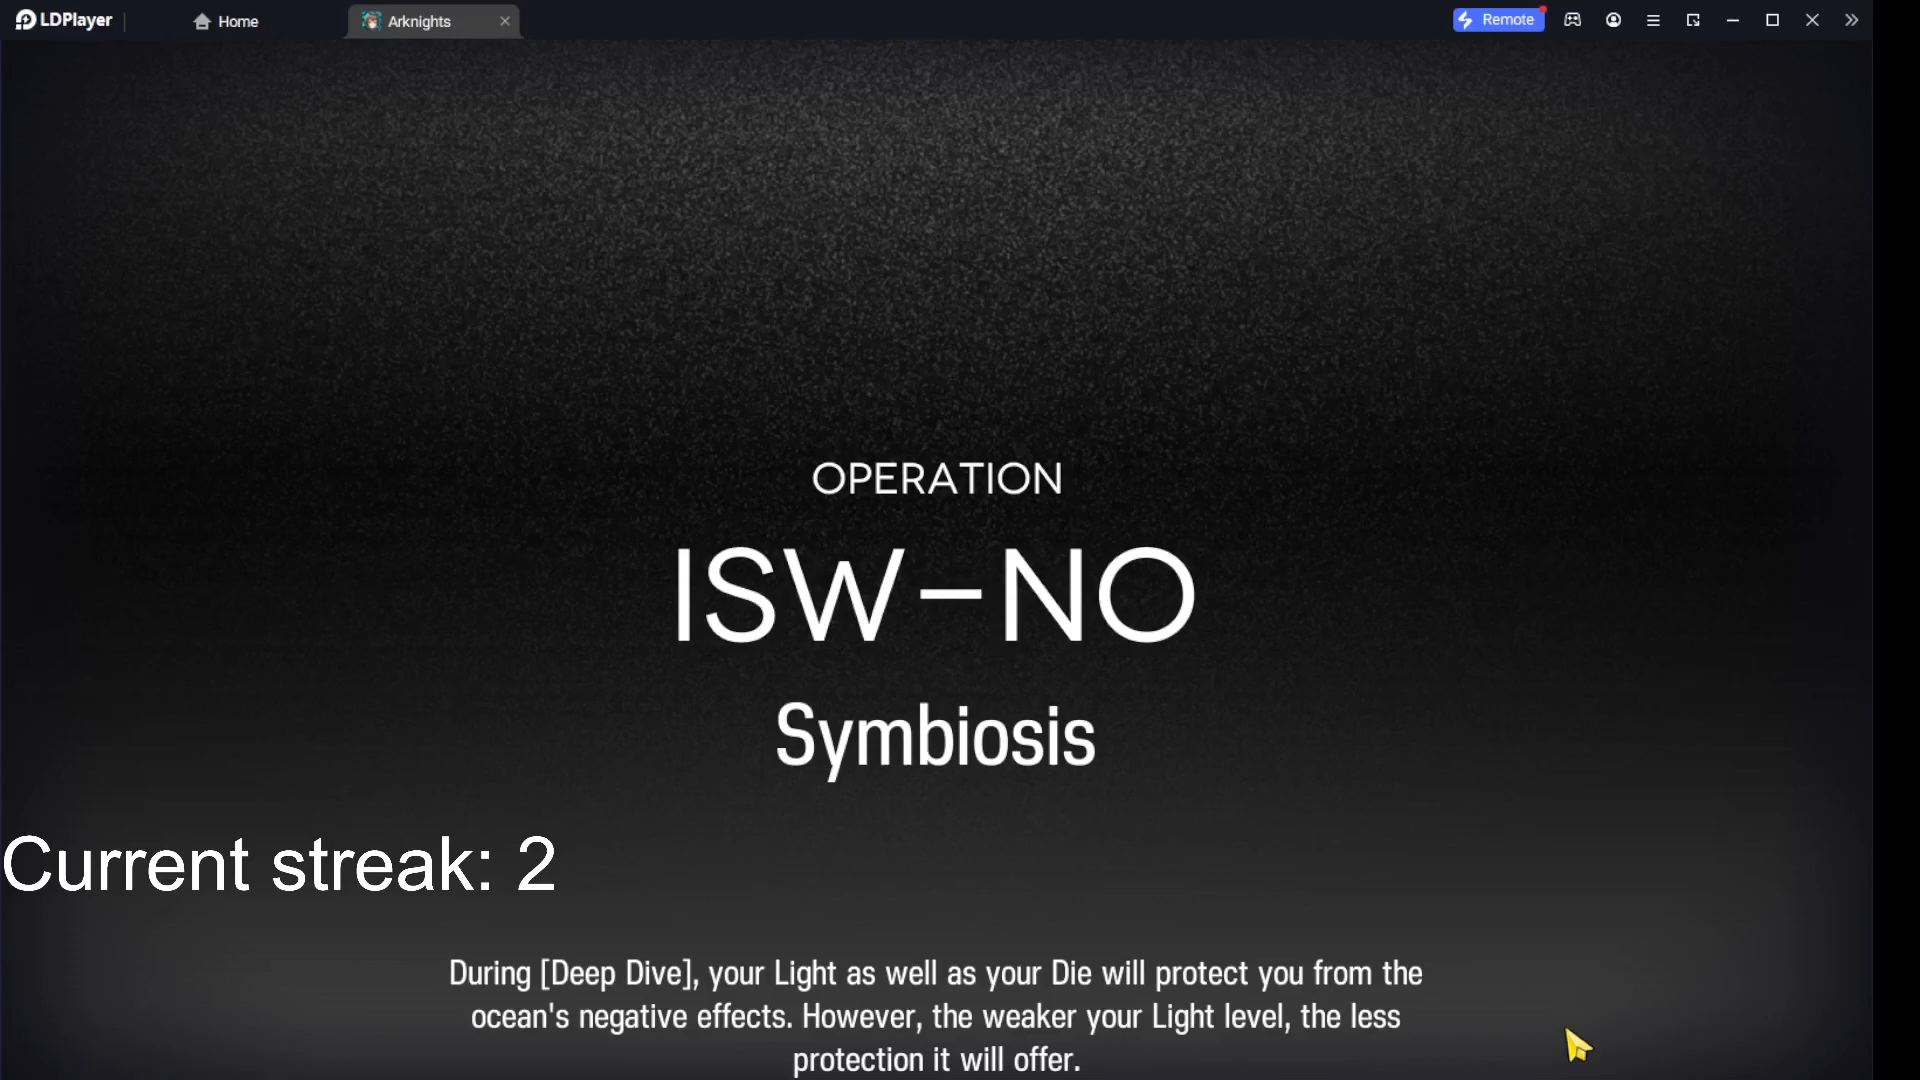 LDPlayer
Home
Arknights
Remote
OPERATION
ISW-NO
Symbiosis
Current streak: 2
During [Deep Dive], your Light as well as your Die will protect you from the
ocean's negative effects. However, the weaker your Light level, the less
protection it will offer.